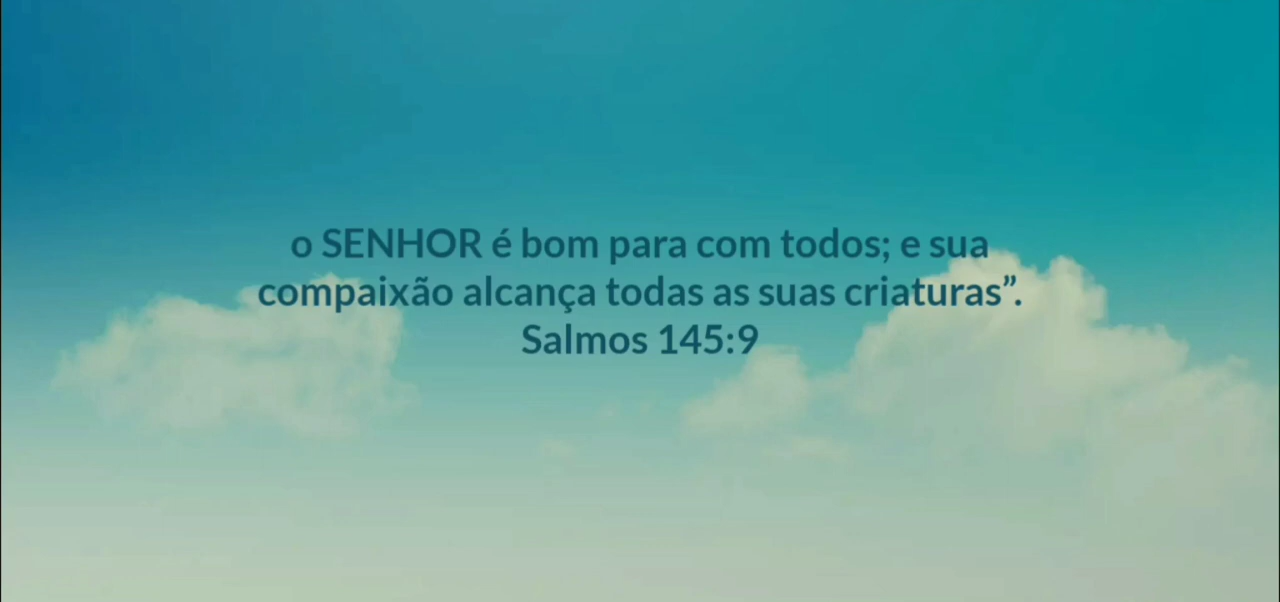 o SENHOR é bom para com todos; e sua
compaixão alcança todas as suas criaturas”.
Salmos 145:9